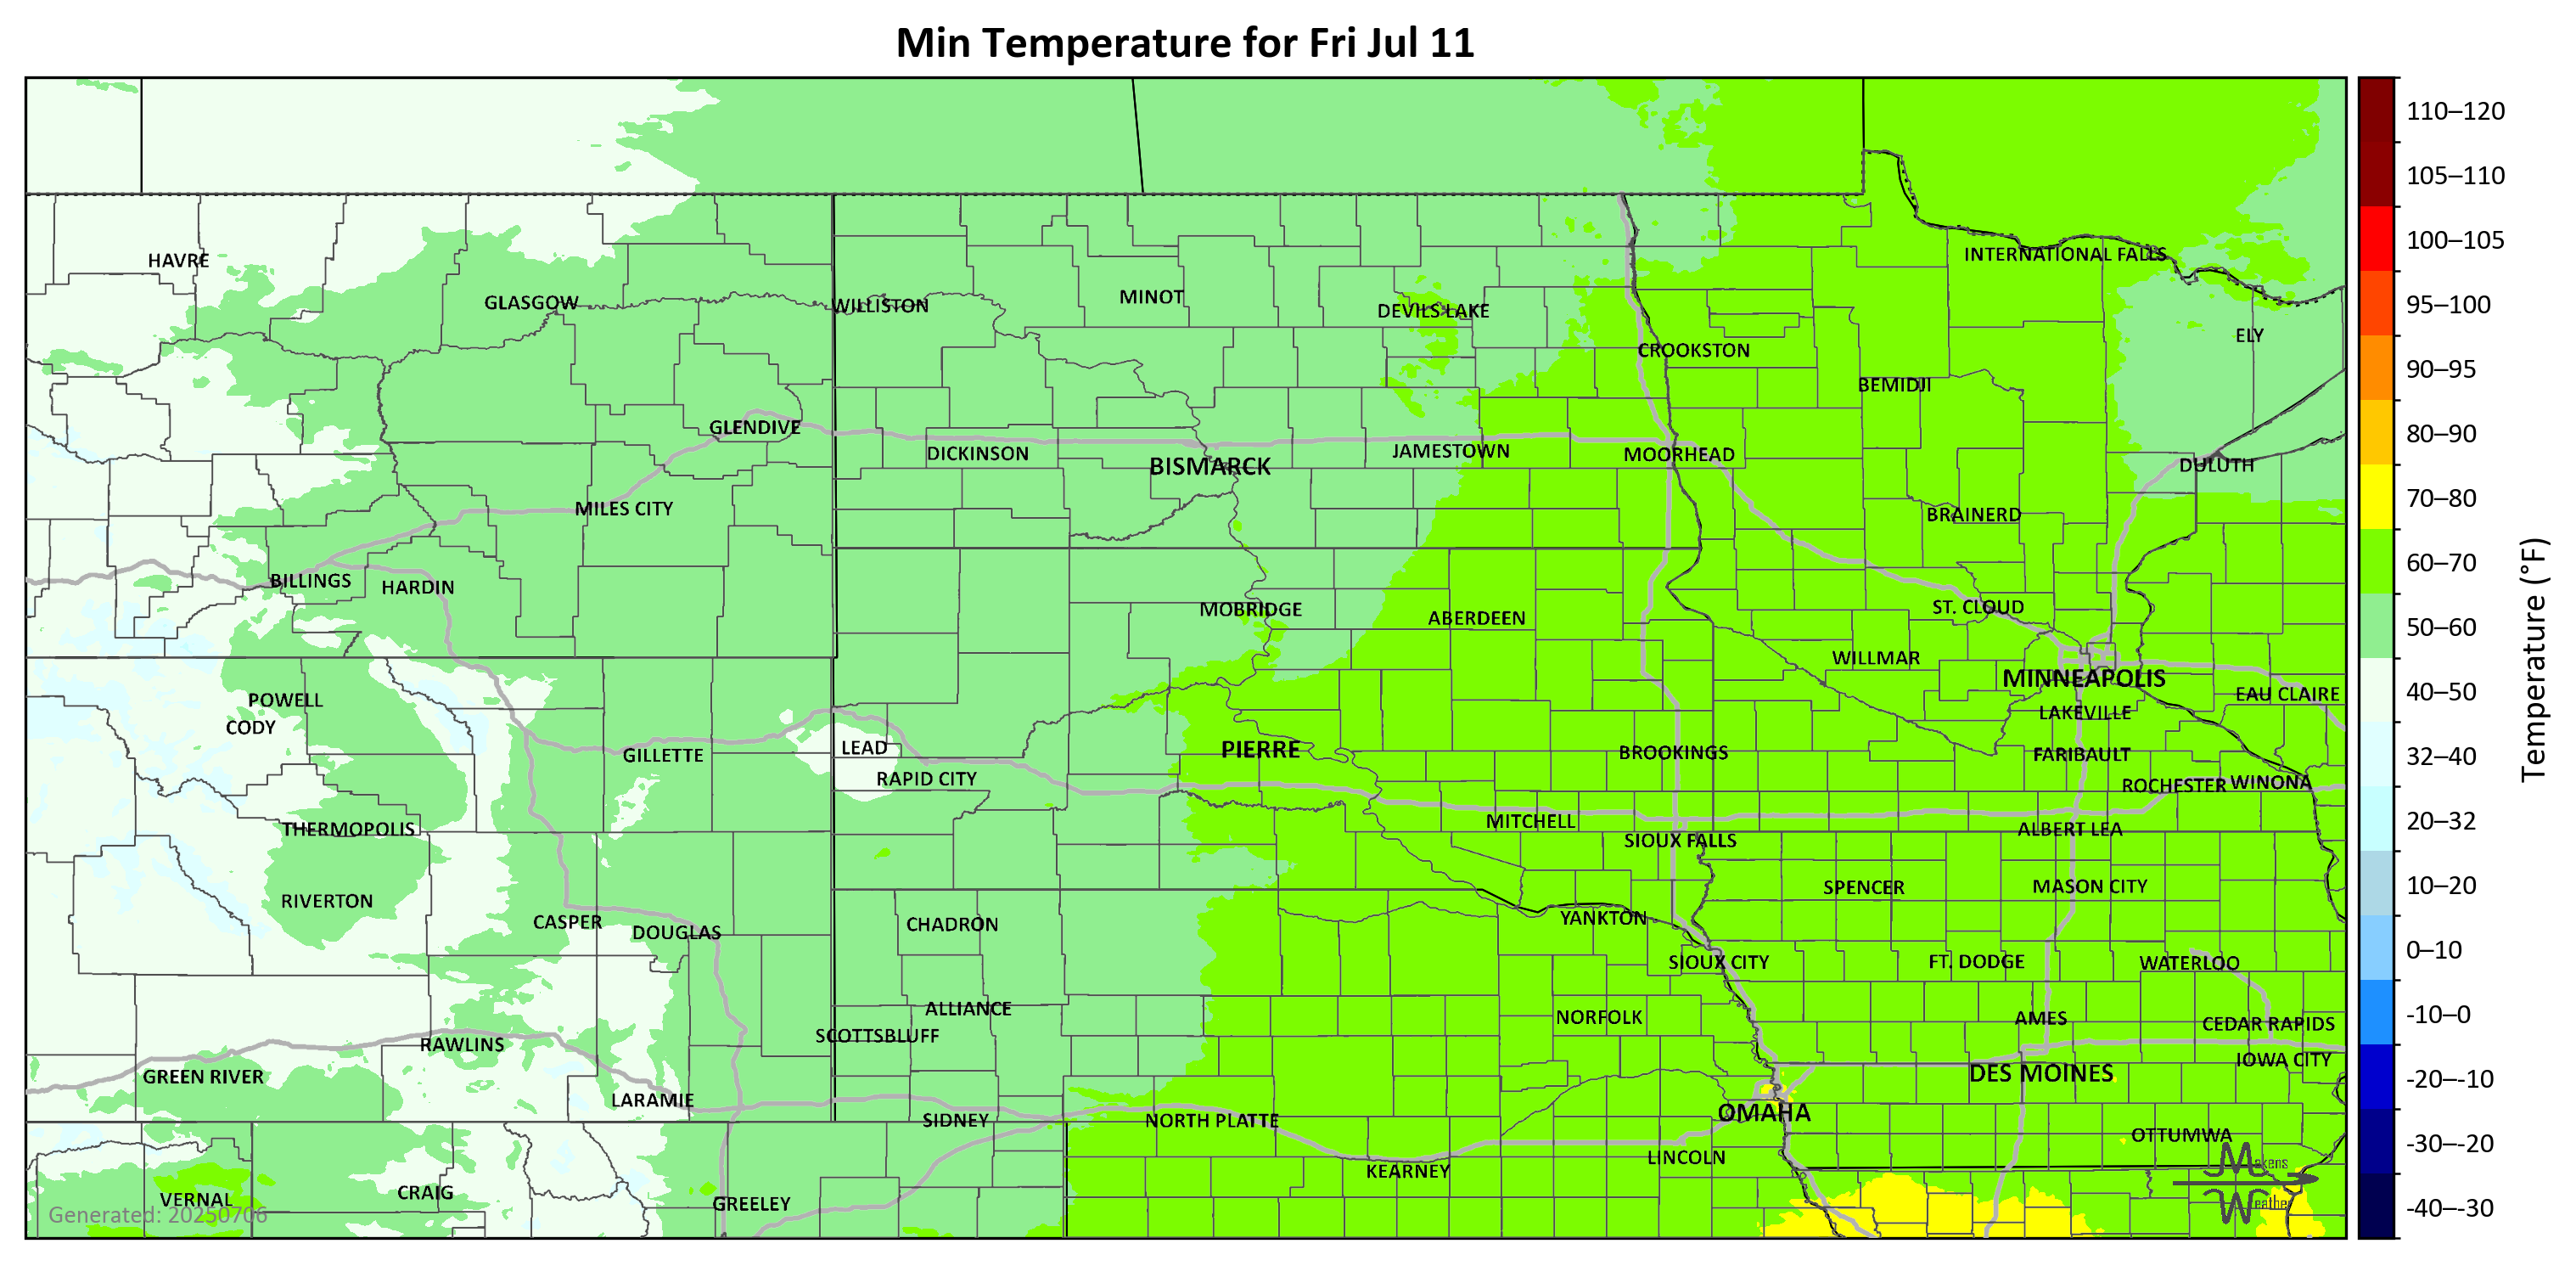 Min Temperature for Fri Jul 11
110–120
105–110
100–105
95–100
90–95
80–90
70–80
60–70
50–60
40–50
32–40
20–32
10–20
0–10
-10–0
-20–-10
-30–-20
-40–-30
Temperature (°F)
HAVRE
INTERNATIONAL FALLS
GLASGOW
WILLISTON
MINOT
DEVILS LAKE
ELY
CROOKSTON
BEMIDJI
GLENDIVE
DICKINSON
BISMARCK
JAMESTOWN
MOORHEAD
DULUTH
MILES CITY
BRAINERD
BILLINGS
HARDIN
MOBRIDGE
ABERDEEN
ST. CLOUD
WILLMAR
MINNEAPOLIS
POWELL
EAU CLAIRE
CODY
LAKEVILLE
GILLETTE
LEAD
PIERRE
BROOKINGS
FARIBAULT
RAPID CITY
ROCHESTER
WINONA
THERMOPOLIS
MITCHELL
SIOUX FALLS
ALBERT LEA
RIVERTON
SPENCER
MASON CITY
CASPER
DOUGLAS
CHADRON
YANKTON
SIOUX CITY
FT. DODGE
WATERLOO
ALLIANCE
NORFOLK
AMES
CEDAR RAPIDS
RAWLINS
SCOTTSBLUFF
IOWA CITY
GREEN RIVER
DES MOINES
LARAMIE
SIDNEY
NORTH PLATTE
OMAHA
OTTUMWA
LINCOLN
KEARNEY
VERNAL
CRAIG
GREELEY
Makens
Weather
Generated: 20250706